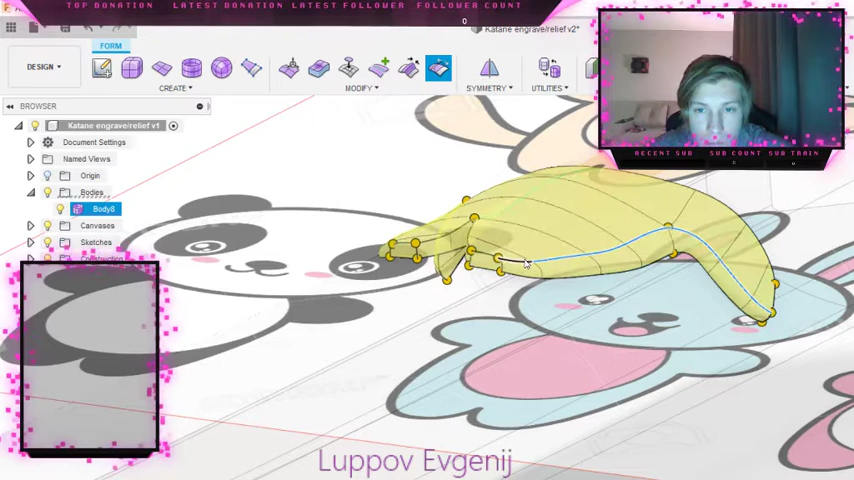 TOP DONATION LATEST DONATION LATEST FOLLOWER FOLLOWER COUNT
0
Katane engrave/relief v2*
FORM
DESIGN
CREATE
MODIFY
SYMMETRY
UTILITIES
BROWSER
Katane engrave/relief v1
Document Settings
Named Views
Origin
Bodies
Body8
Canvases
Sketches
RECENT SUB SUB COUNT SUB TRAIN
Luppov Evgenij